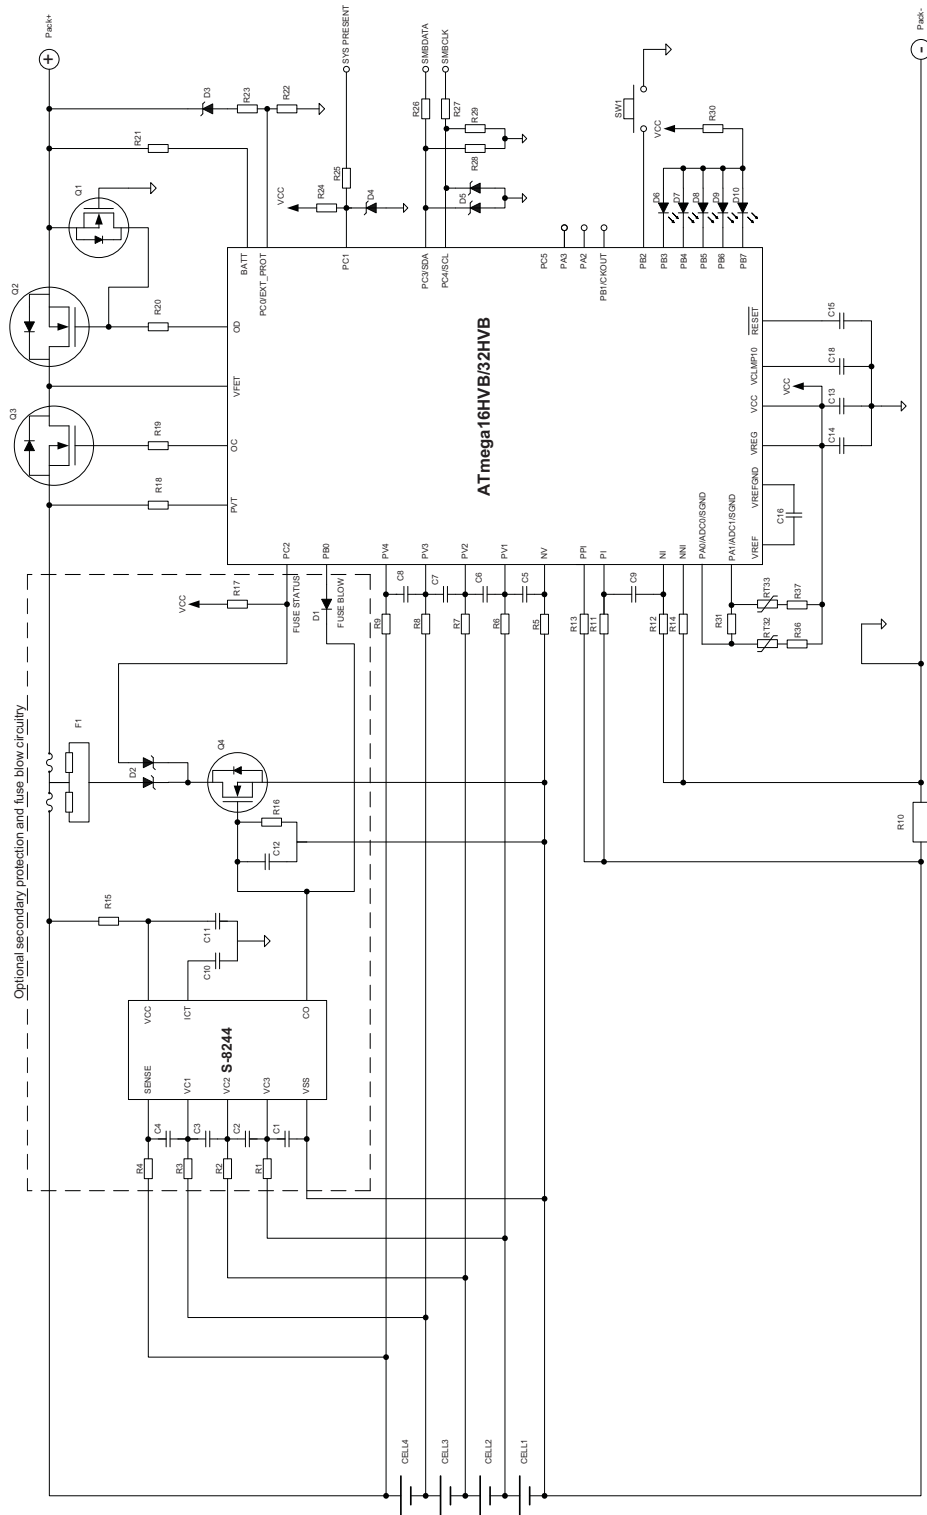 Optional secondary protection and fuse blow circuitry
Pack+
+
Pack-
-
Q1
Q2
Q3
Q4
D3
R23
R22
R21
R20
R19
R18
SYS PRESENT
SMBDATA
SMBCLK
R26
R27
R29
R28
R25
R24
VCC
D4
D5
SW1
VCC
R30
D6
D7
D8
D9
D10
BATT
PC0/EXT_PROT
PC1
PC3/SDA
PC4/SCL
PC5
PA3
PA2
PB1/CKOUT
PB2
PB3
PB4
PB5
PB6
PB7
OD
VFET
OC
PVT
ATmega16HVB/32HVB
RESET
VCLMP10
VCC
VREG
VREFGND
VREF
C15
C18
VCC
C13
C14
C16
PC2
PB0
PV4
PV3
PV2
PV1
NV
PPI
PI
NI
NNI
PA0/ADC0/SGND
PA1/ADC1/SGND
VCC
R17
FUSE STATUS
D1
FUSE BLOW
C8
C7
C6
C5
C9
R9
R8
R7
R6
R5
R13
R11
R12
R14
R31
RT33
R37
RT32
R36
F1
D2
R16
C12
R15
C11
C10
VCC
ICT
CO
S-8244
SENSE
VC1
VC2
VC3
VSS
C4
C3
C2
C1
R4
R3
R2
R1
R10
CELL4
CELL3
CELL2
CELL1